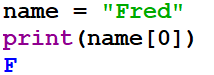 name = "Fred"
print(name[0])
F